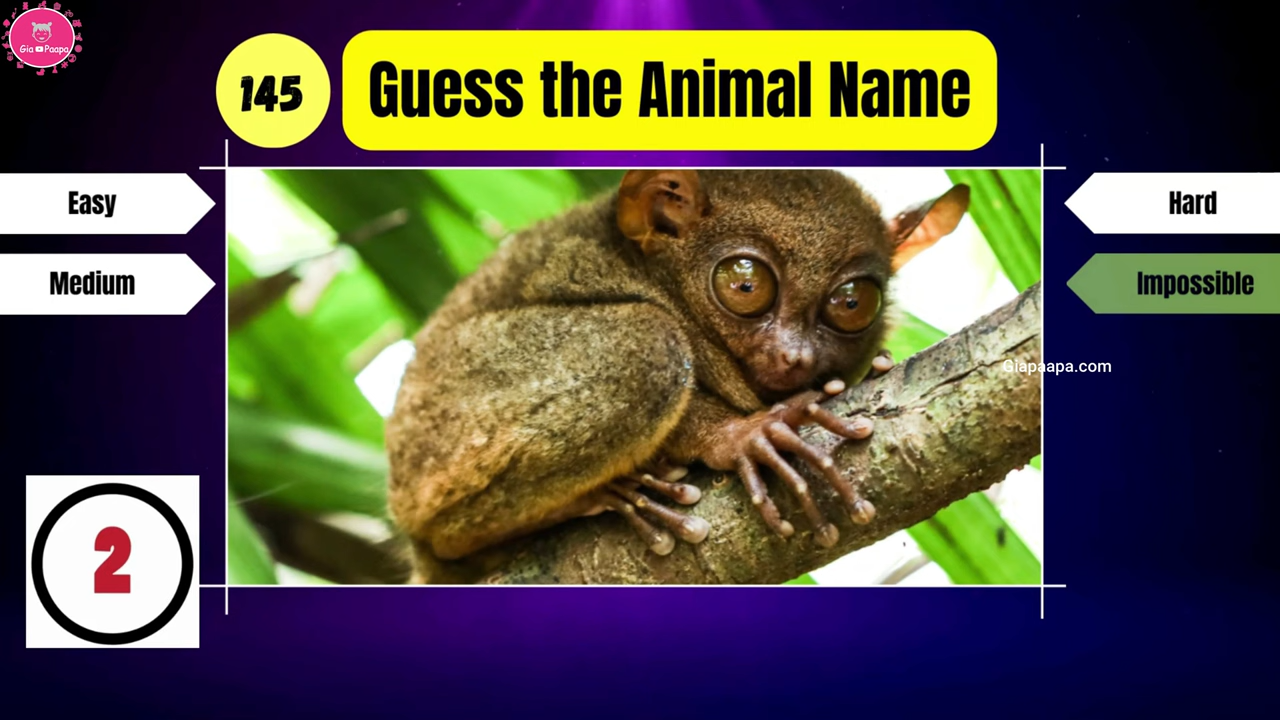 Gia Paapa
145
Guess the Animal Name
Easy
Medium
Hard
Impossible
Giapaapa.com
2